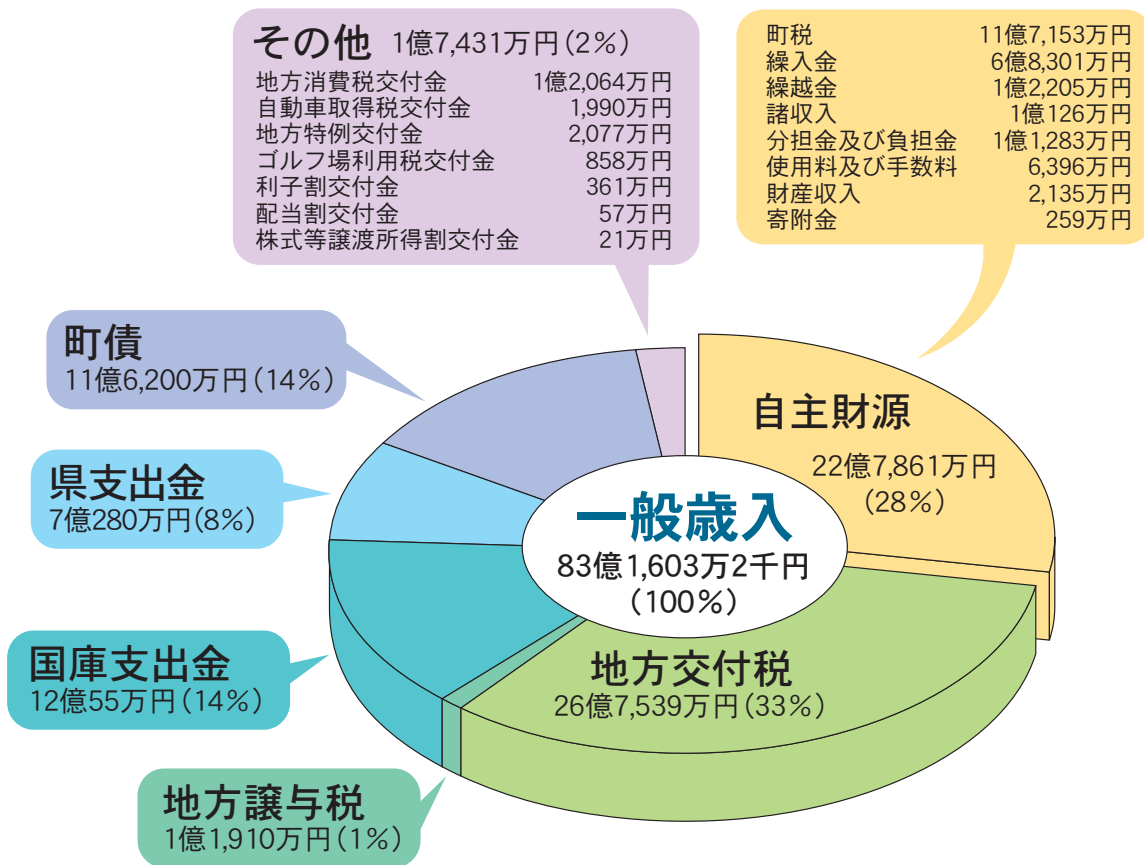 その他 1億7,431万円(2%)
地方消費税交付金 1億2,064万円
自動車取得税交付金 1,990万円
地方特例交付金 2,077万円
ゴルフ場利用税交付金 858万円
利子割交付金 361万円
配当割交付金 57万円
株式等譲渡所得割交付金 21万円
町税 11億7,153万円
繰入金 6億8,301万円
繰越金 1億2,205万円
諸収入 1億126万円
分担金及び負担金 1億1,283万円
使用料及び手数料 6,396万円
財産収入 2,135万円
寄附金 259万円
町債
11億6,200万円(14%)
県支出金
7億280万円(8%)
国庫支出金
12億55万円(14%)
地方譲与税
1億1,910万円(1%)
自主財源
22億7,861万円
(28%)
一般歳入
83億1,603万2千円
(100%)
地方交付税
26億7,539万円(33%)